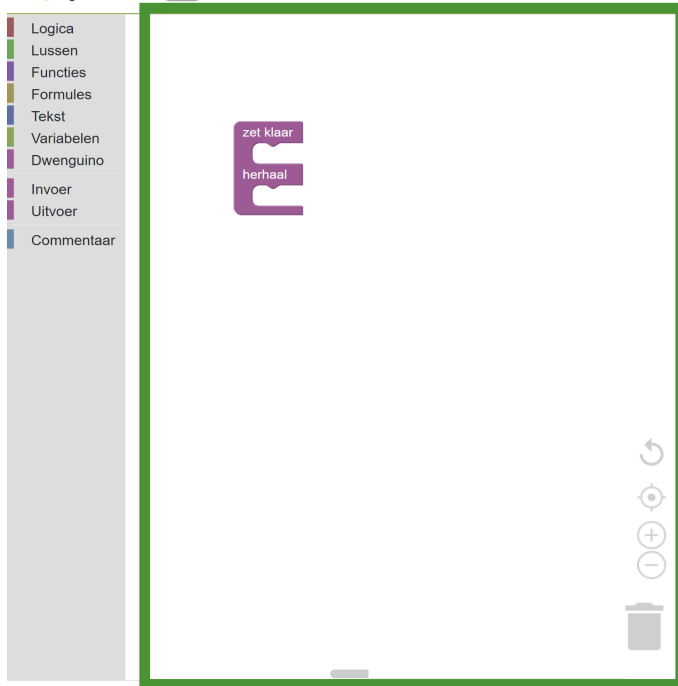 Logica
Lussen
Functies
Formules
Tekst
Variabelen
Dwenguino
Invoer
Uitvoer
Commentaar
zet klaar
herhaal